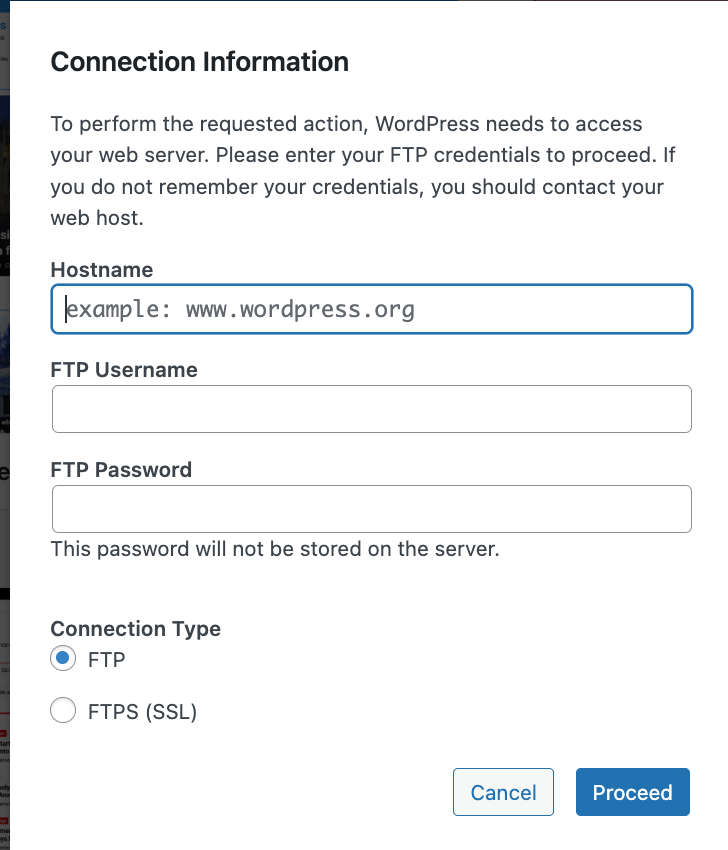 Connection Information
To perform the requested action, WordPress needs to access
your web server. Please enter your FTP credentials to proceed. If
you do not remember your credentials, you should contact your
web host.
Hostname
example: www.wordpress.org
FTP Username
FTP Password
This password will not be stored on the server.
Connection Type
FTP
FTPS (SSL)
Cancel
Proceed